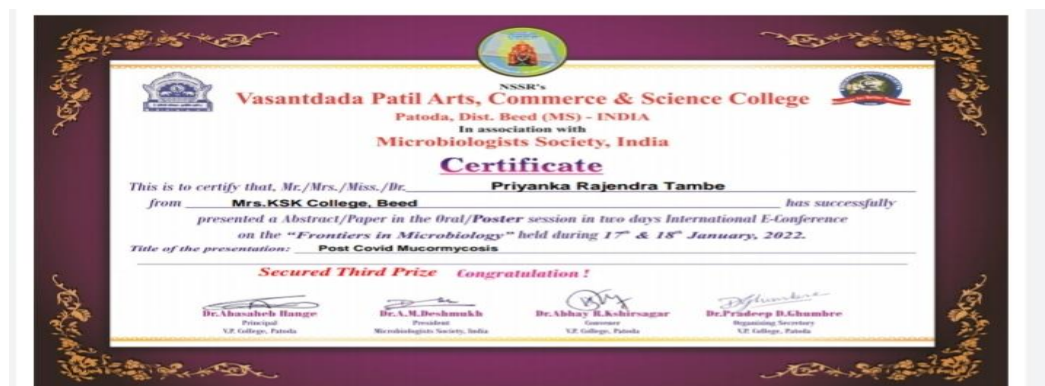 NSSR's
Vasantdada Patil Arts, Commerce & Science College
Patoda, Dist. Beed (MS) - INDIA
In association with
Microbiologists Society, India
Certificate
This is to certify that, Mr./Mrs./Miss./Dr. Priyanka Rajendra Tambe
from Mrs.KSK College, Beed has successfully
presented a Abstract/Paper in the Oral/Poster session in two days International E-Conference
on the "Frontiers in Microbiology" held during 17th & 18th January, 2022.
Title of the presentation: Post Covid Mucormycosis
Secured Third Prize Congratulation !
Dr.Abasaheb Hange Dr.A.M.Deshmukh Dr.Abhay R.Kshirsagar Dr.Pradeep D.Ghumbre
Principal President Convener Organising Secretary
V.P. College, Patoda Microbiologists Society, India V.P. College, Patoda V.P. College, Patoda